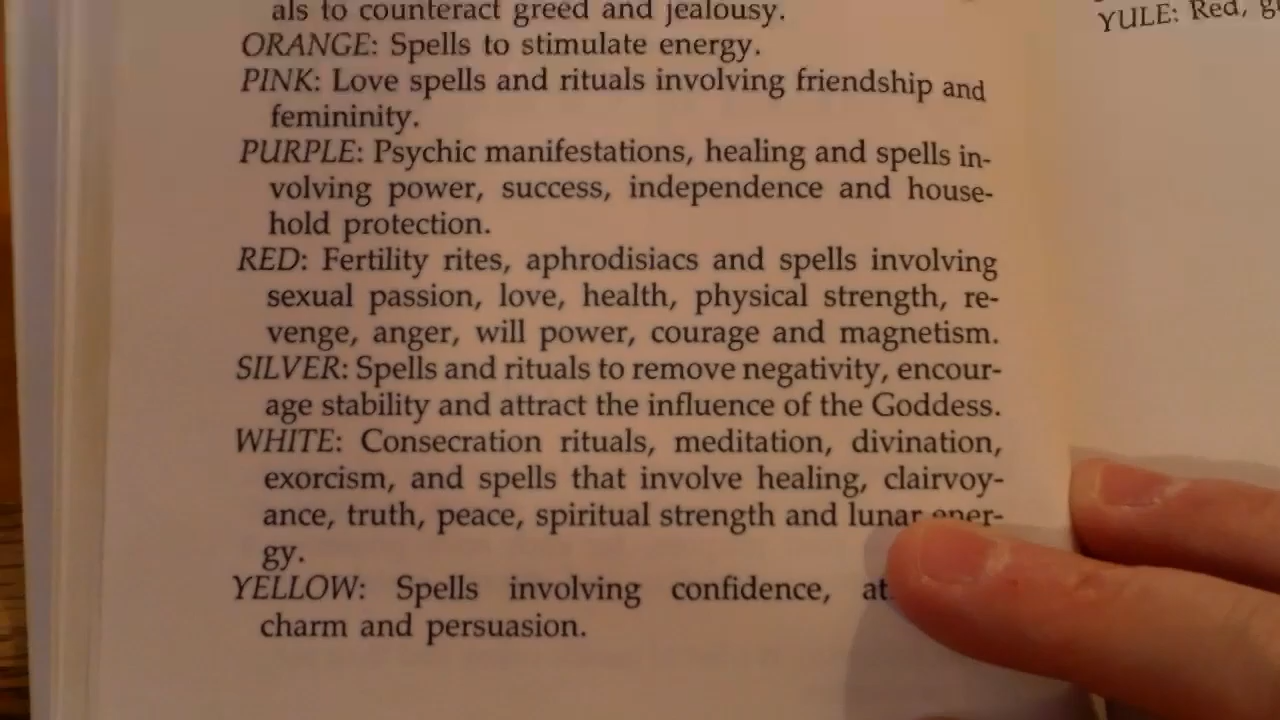 als to counteract greed and jealousy.
ORANGE: Spells to stimulate energy.
PINK: Love spells and rituals involving friendship and
femininity.
PURPLE: Psychic manifestations, healing and spells in-
volving power, success, independence and house-
hold protection.
RED: Fertility rites, aphrodisiacs and spells involving
sexual passion, love, health, physical strength, re-
venge, anger, will power, courage and magnetism.
SILVER: Spells and rituals to remove negativity, encour-
age stability and attract the influence of the Goddess.
WHITE: Consecration rituals, meditation, divination,
exorcism, and spells that involve healing, clairvoy-
ance, truth, peace, spiritual strength and lunar ener-
gy.
YELLOW: Spells involving confidence,
charm and persuasion.
YULE: Red,